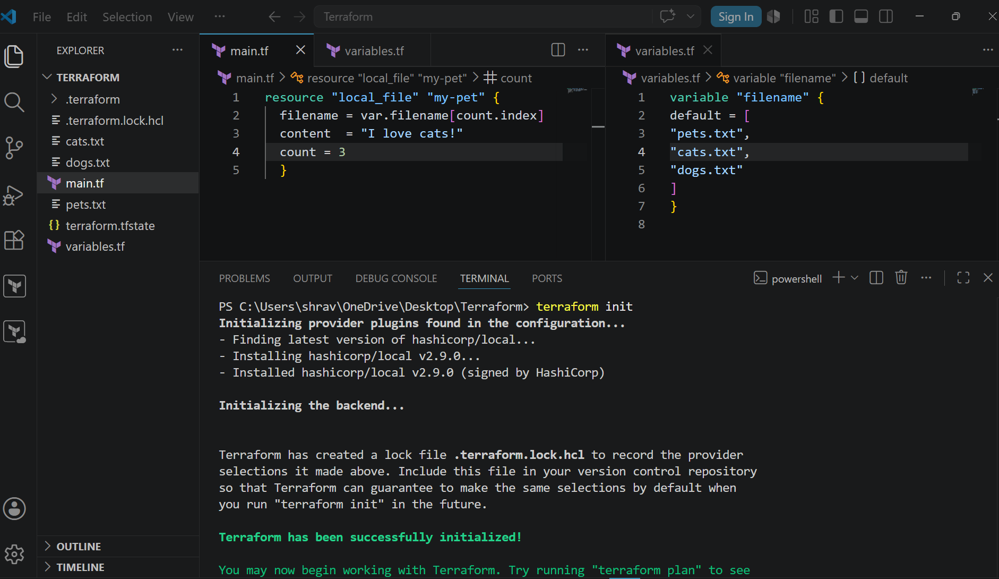 File Edit Selection View ··· Terraform Sign In
EXPLORER ···
TERRAFORM
.terraform
.terraform.lock.hcl
cats.txt
dogs.txt
main.tf
pets.txt
terraform.tfstate
variables.tf
OUTLINE
TIMELINE
main.tf variables.tf
main.tf > resource "local_file" "my-pet" > count
1 resource "local_file" "my-pet" {
2 filename = var.filename[count.index]
3 content  = "I love cats!"
4 count = 3
5 }
variables.tf
variables.tf > variable "filename" > [ ] default
1 variable "filename" {
2 default = [
3 "pets.txt",
4 "cats.txt",
5 "dogs.txt"
6 ]
7 }
8
PROBLEMS OUTPUT DEBUG CONSOLE TERMINAL PORTS powershell
PS C:\Users\shrav\OneDrive\Desktop\Terraform> terraform init
Initializing provider plugins found in the configuration...
- Finding latest version of hashicorp/local...
- Installing hashicorp/local v2.9.0...
- Installed hashicorp/local v2.9.0 (signed by HashiCorp)
Initializing the backend...
Terraform has created a lock file .terraform.lock.hcl to record the provider
selections it made above. Include this file in your version control repository
so that Terraform can guarantee to make the same selections by default when
you run "terraform init" in the future.
Terraform has been successfully initialized!
You may now begin working with Terraform. Try running "terraform plan" to see